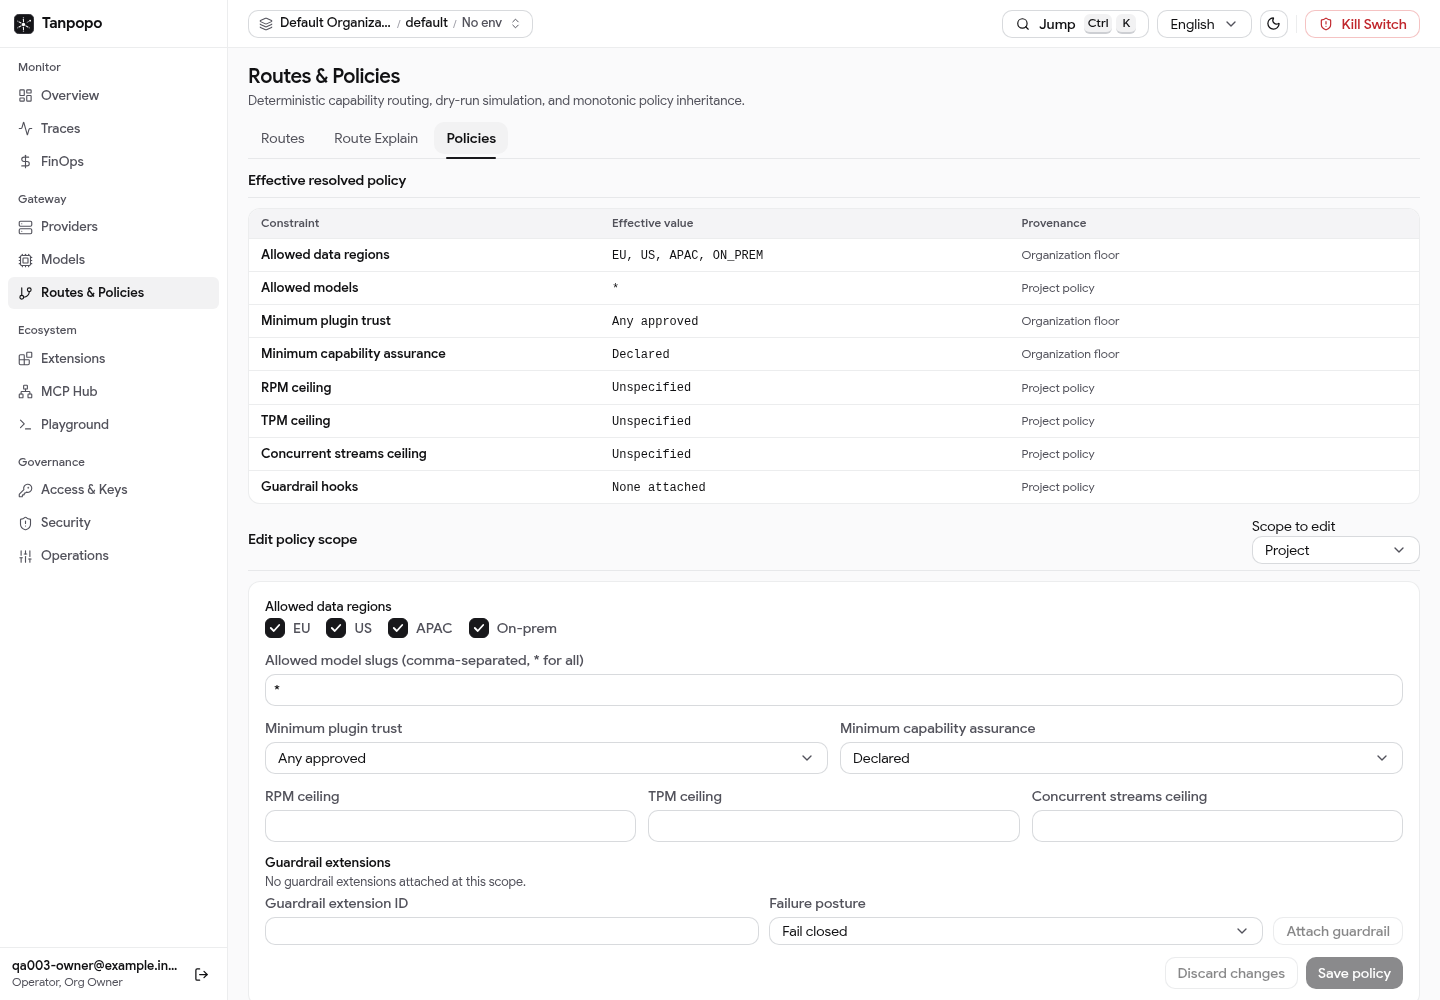 Tanpopo
Default Organiza... / default / No env
Jump Ctrl K
English
Kill Switch
Monitor
Overview
Traces
FinOps
Gateway
Providers
Models
Routes & Policies
Ecosystem
Extensions
MCP Hub
Playground
Governance
Access & Keys
Security
Operations
qa003-owner@example.in...
Operator, Org Owner
Routes & Policies
Deterministic capability routing, dry-run simulation, and monotonic policy inheritance.
Routes Route Explain Policies
Effective resolved policy
Constraint Effective value Provenance
Allowed data regions EU, US, APAC, ON_PREM Organization floor
Allowed models * Project policy
Minimum plugin trust Any approved Organization floor
Minimum capability assurance Declared Organization floor
RPM ceiling Unspecified Project policy
TPM ceiling Unspecified Project policy
Concurrent streams ceiling Unspecified Project policy
Guardrail hooks None attached Project policy
Edit policy scope
Scope to edit
Project
Allowed data regions
EU US APAC On-prem
Allowed model slugs (comma-separated, * for all)
*
Minimum plugin trust Minimum capability assurance
Any approved Declared
RPM ceiling TPM ceiling Concurrent streams ceiling
Guardrail extensions
No guardrail extensions attached at this scope.
Guardrail extension ID Failure posture
Fail closed Attach guardrail
Discard changes Save policy